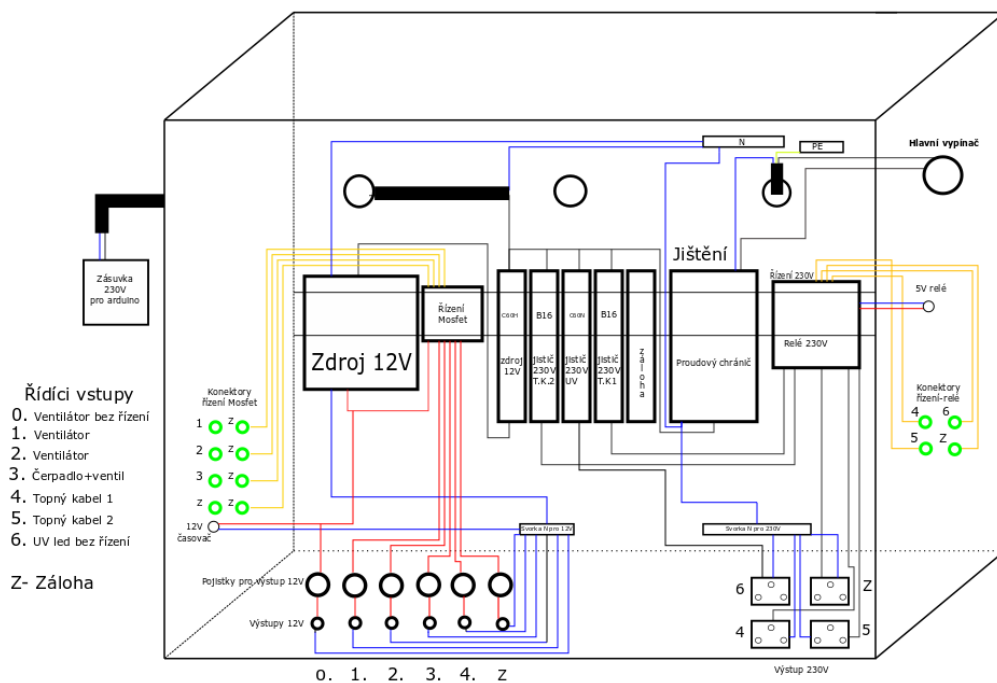 N
PE
Hlavní vypínač
Zásuvka
230V
pro arduino
Jištění
Řízení
Mosfet
Zdroj 12V
C60H
B16
C60N
B16
zdroj
12V
jistič
230V
T.K.2
jistič
230V
UV
jistič
230V
T.K1
záloha
Proudový chránič
Řízení 230V
Relé 230V
5V relé
Řídíci vstupy
0. Ventilátor bez řízení
1. Ventilátor
2. Ventilátor
3. Čerpadlo+ventil
4. Topný kabel 1
5. Topný kabel 2
6. UV led bez řízení
Z- Záloha
Konektory
řízení Mosfet
1 Z
2 Z
3 Z
Z Z
12V
časovač
Konektory
řízení-relé
4 6
5 Z
Svorka N pro 12V
Svorka N pro 230V
Pojistky pro výstup 12V
Výstupy 12V
6 Z
4 5
Výstup 230V
0. 1. 2. 3. 4. Z